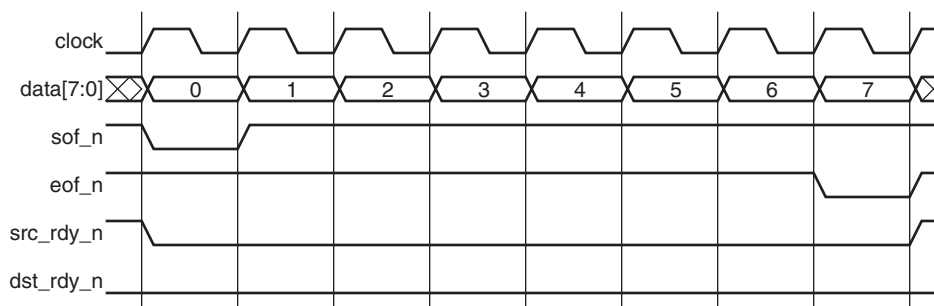 clock
data[7:0] 0 1 2 3 4 5 6 7
sof_n
eof_n
src_rdy_n
dst_rdy_n